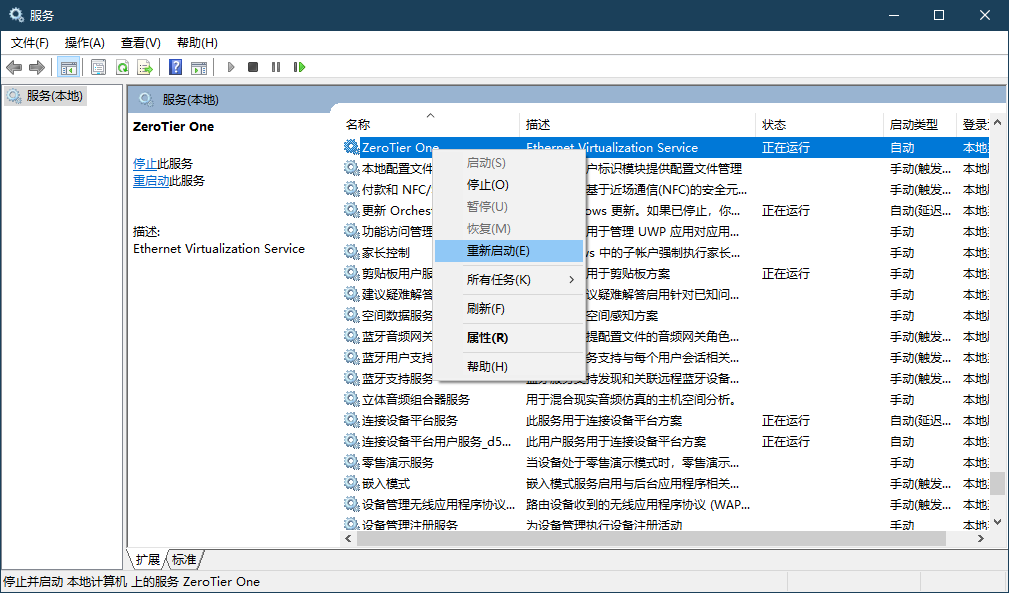 服务
文件(F) 操作(A) 查看(V) 帮助(H)
服务(本地)
服务(本地)
ZeroTier One
停止此服务
重启动此服务
描述:
Ethernet Virtualization Service
名称 描述 状态 启动类型 登录
ZeroTier One Ethernet Virtualization Service 正在运行 自动 本地
本地配置文件 户标识模块提供配置文件管理 手动(触发... 本地
付款和 NFC/ 基于近场通信(NFC)的安全元... 手动(触发... 本地
更新 Orchest ows 更新。如果已停止，你... 正在运行 自动(延迟... 本地
功能访问管理 用于管理 UWP 应用对应用... 手动 本地
家长控制 s 中的子帐户强制执行家长... 手动 本地
剪贴板用户服 用于剪贴板方案 正在运行 手动 本地
建议疑难解答 议疑难解答启用针对已知问... 手动 本地
空间数据服务 空间感知方案 手动 本地
蓝牙音频网关 提配置文件的音频网关角色... 手动(触发... 本地
蓝牙用户支持 务支持与每个用户会话相关... 手动(触发... 本地
蓝牙支持服务 蓝牙服务支持发现和关联远程蓝牙设备... 手动(触发... 本地
立体音频组合器服务 用于混合现实音频仿真的主机空间分析。 手动 本地
连接设备平台服务 此服务用于连接设备平台方案 正在运行 自动(延迟... 本地
连接设备平台用户服务_d5... 此用户服务用于连接设备平台方案 正在运行 自动 本地
零售演示服务 当设备处于零售演示模式时，零售演示... 手动 本地
嵌入模式 嵌入模式服务启用与后台应用程序相关... 手动(触发... 本地
设备管理无线应用程序协议... 路由设备收到的无线应用程序协议 (WAP... 手动(触发... 本地
设备管理注册服务 为设备管理执行设备注册活动 手动 本地
启动(S)
停止(O)
暂停(U)
恢复(M)
重新启动(E)
所有任务(K)
刷新(F)
属性(R)
帮助(H)
扩展 标准
停止并启动 本地计算机 上的服务 ZeroTier One